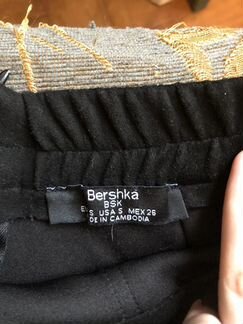 Bershka
BSK
S USA S MEX 26
DE IN CAMBODIA